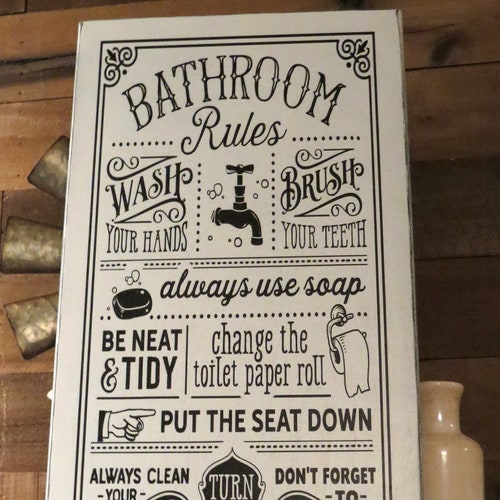 BATHROOM
Rules
WASH
YOUR HANDS
BRUSH
YOUR TEETH
always use soap
BE NEAT
& TIDY
change the
toilet paper roll
PUT THE SEAT DOWN
ALWAYS CLEAN
-YOUR-
TURN
DON'T FORGET
-TO-